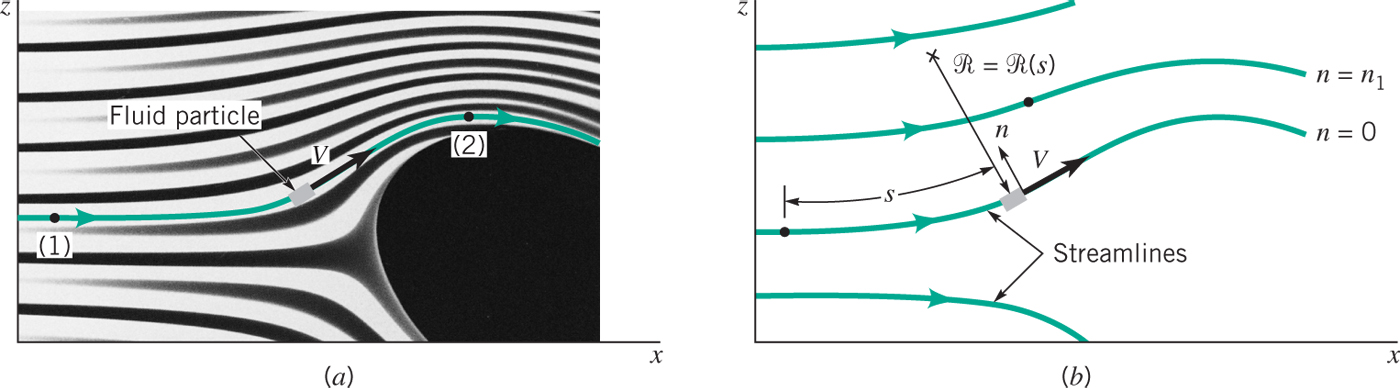 z
Fluid particle
V
(2)
(1)
x
(a)
z
ℛ = ℛ(s)
n = n₁
n
V
n = 0
s
Streamlines
x
(b)